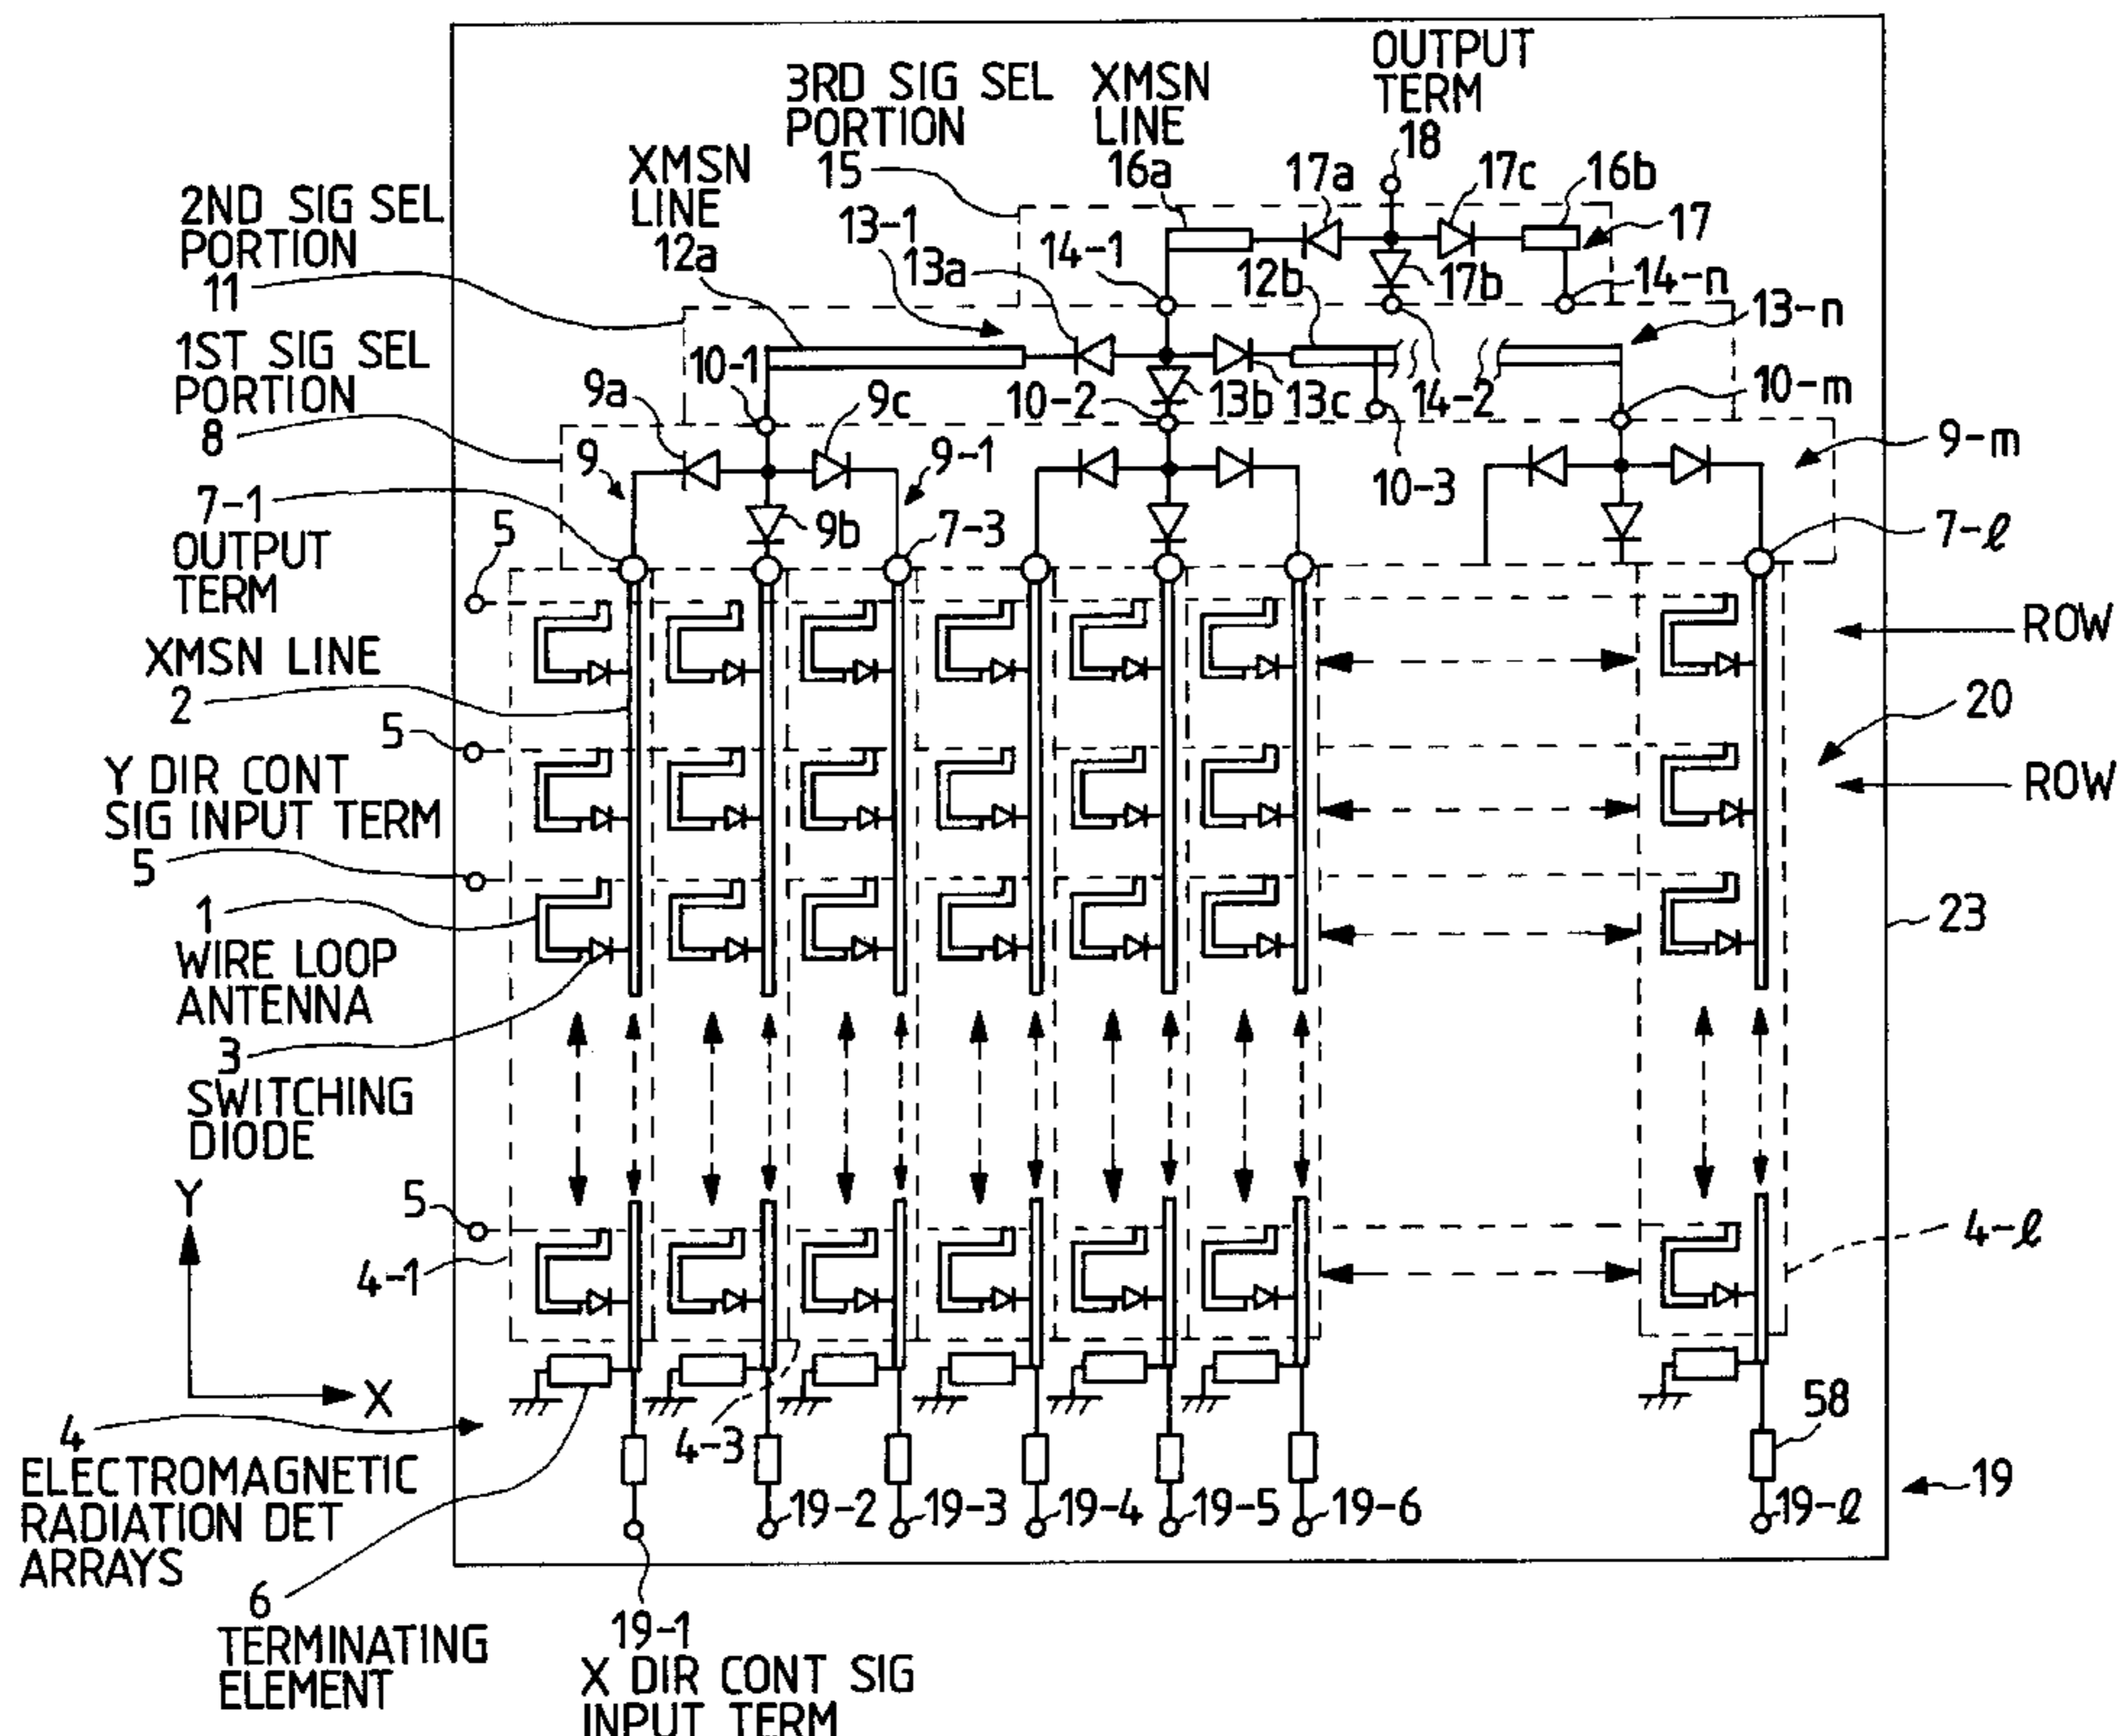 OUTPUT
TERM
18
3RD SIG SEL
PORTION
15
XMSN
LINE
16a
17a
17c
16b
17
XMSN
LINE
12a
2ND SIG SEL
PORTION
11
13-1
13a
14-1
12b
17b
14-n
13-n
1ST SIG SEL
PORTION
8
10-1
9a
9c
10-2
13b
13c
14-2
10-m
9
9-1
10-3
9-m
7-1
OUTPUT
TERM
5
9b
7-3
7-ℓ
ROW
XMSN LINE
2
5
20
Y DIR CONT
SIG INPUT TERM
5
ROW
1
WIRE LOOP
ANTENNA
23
3
SWITCHING
DIODE
Y
5
4-1
4-ℓ
X
4
ELECTROMAGNETIC
RADIATION DET
ARRAYS
4-3
58
19-2
19-3
19-4
19-5
19-6
19-ℓ
19
6
TERMINATING
ELEMENT
19-1
X DIR CONT SIG
INPUT TERM